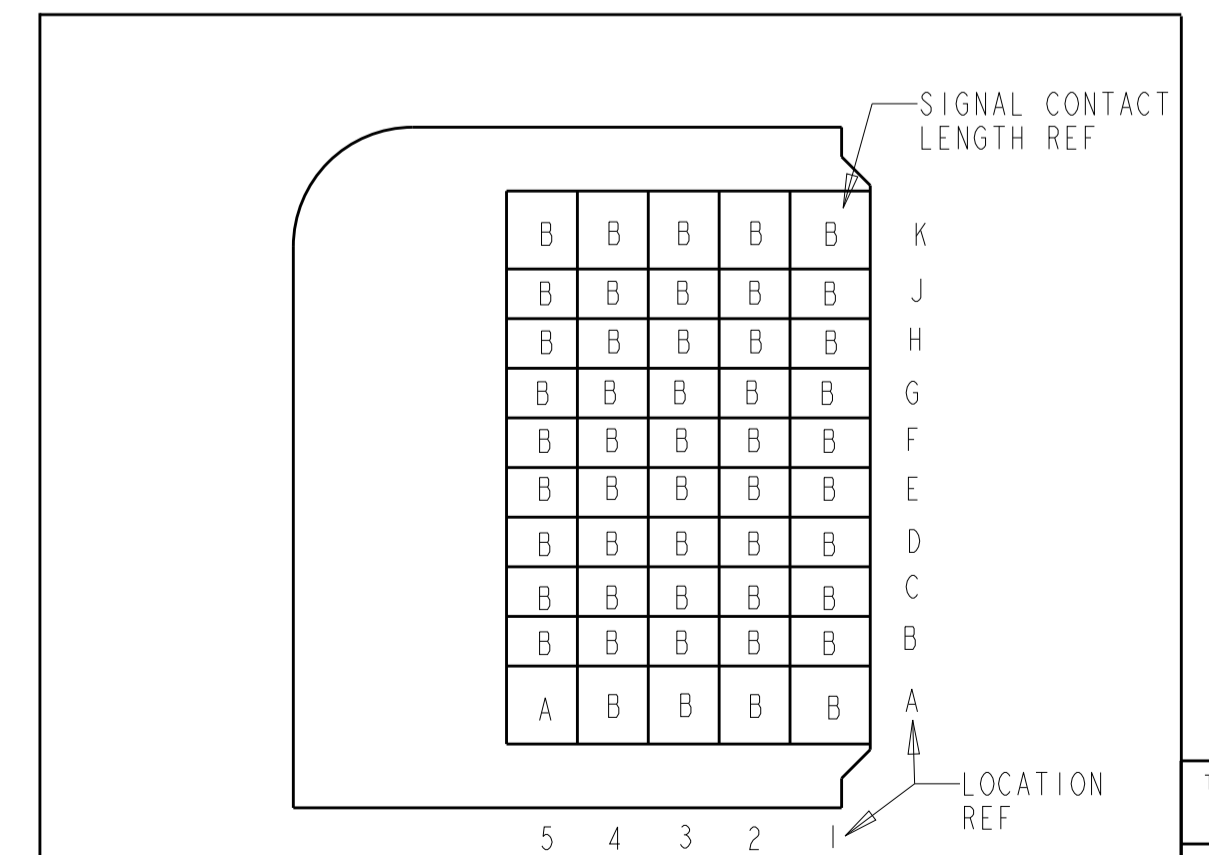 SIGNAL CONTACT
LENGTH REF
B B B B B K
B B B B B J
B B B B B H
B B B B B G
B B B B B F
B B B B B E
B B B B B D
B B B B B C
B B B B B B
A B B B B A
LOCATION
REF
5 4 3 2 1